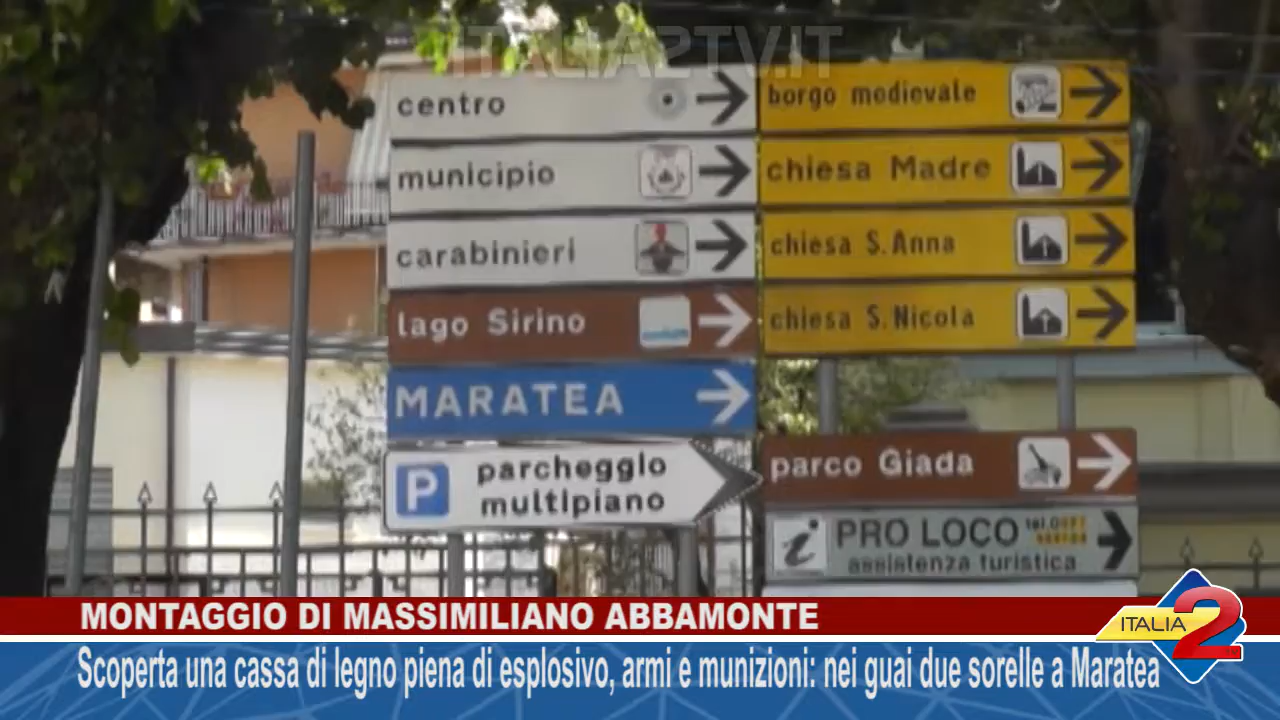 ITALIA2TV.IT
centro
municipio
carabinieri
lago Sirino
MARATEA
P parcheggio
multipiano
borgo medievale
chiesa Madre
chiesa S. Anna
chiesa S. Nicola
parco Giada
i PRO LOCO
assistenza turistica
MONTAGGIO DI MASSIMILIANO ABBAMONTE
ITALIA 2
Scoperta una cassa di legno piena di esplosivo, armi e munizioni: nei guai due sorelle a Maratea